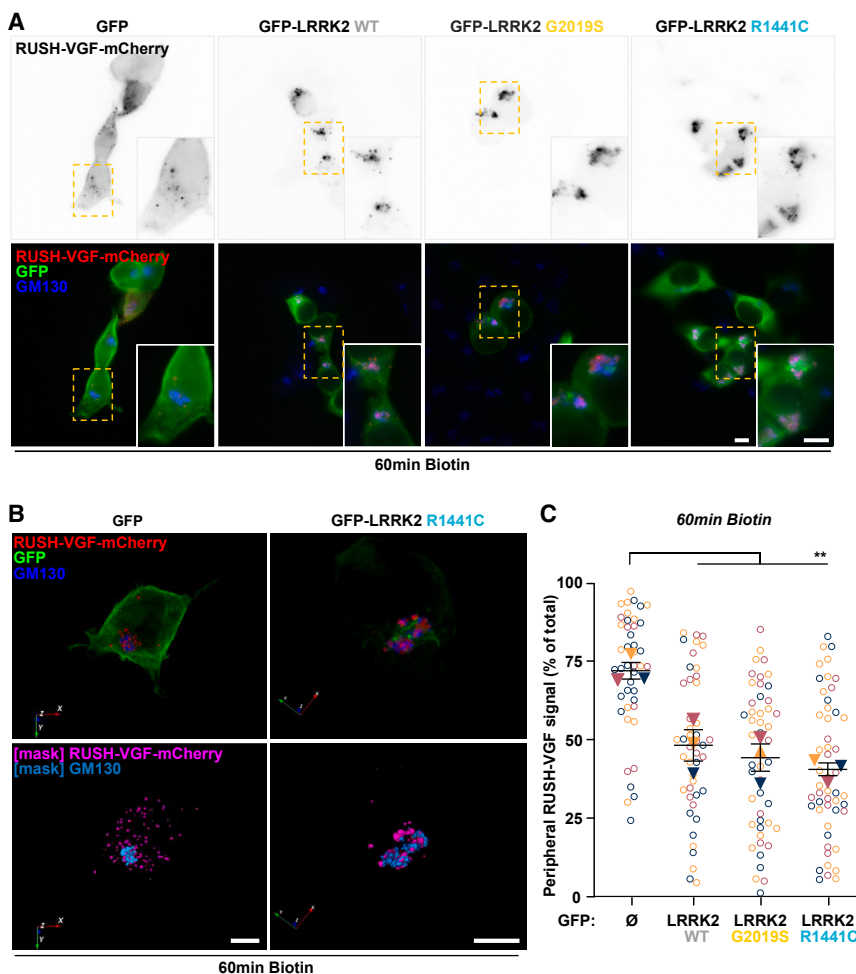 A
GFP
GFP-LRRK2 WT
GFP-LRRK2 G2019S
GFP-LRRK2 R1441C
RUSH-VGF-mCherry
RUSH-VGF-mCherry
GFP
GM130
60min Biotin
B
GFP
GFP-LRRK2 R1441C
RUSH-VGF-mCherry
GFP
GM130
Z X
Y
Y Z X
[mask] RUSH-VGF-mCherry
[mask] GM130
Z X
Y
Y Z X
60min Biotin
C
60min Biotin
**
Peripheral RUSH-VGF signal (% of total)
100
75
50
25
0
GFP: Ø LRRK2 LRRK2 LRRK2
WT G2019S R1441C